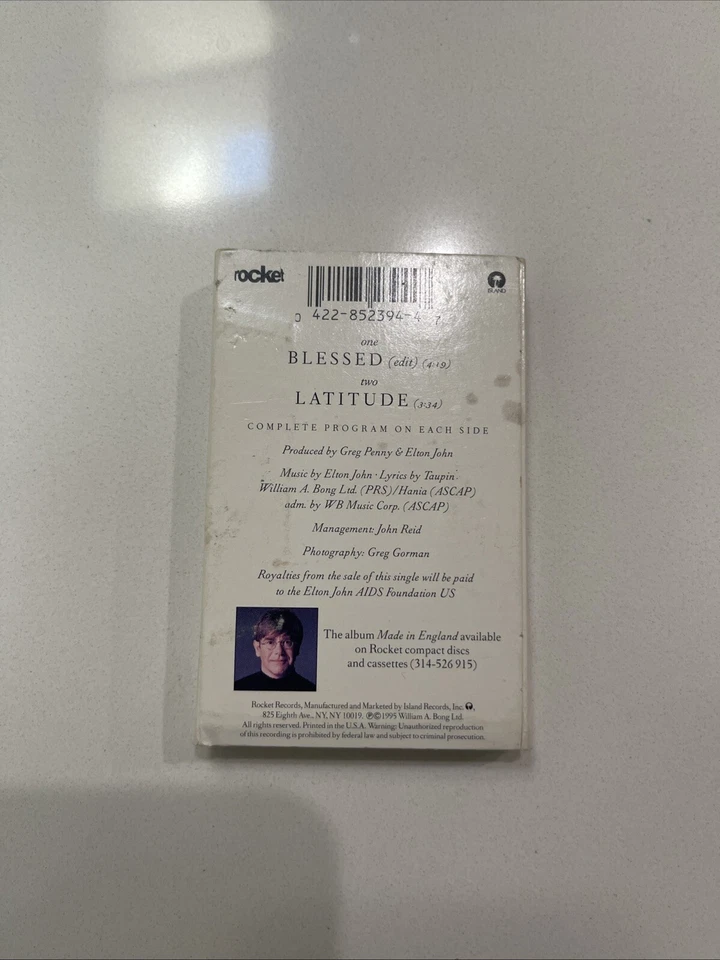 rocket
ISLAND
0 422-852394-4 7
one
BLESSED (edit) (4:19)
two
LATITUDE (3:34)
COMPLETE PROGRAM ON EACH SIDE
Produced by Greg Penny & Elton John
Music by Elton John · Lyrics by Taupin
William A. Bong Ltd. (PRS)/Hania (ASCAP)
adm. by WB Music Corp. (ASCAP)
Management: John Reid
Photography: Greg Gorman
Royalties from the sale of this single will be paid
to the Elton John AIDS Foundation US
The album Made in England available
on Rocket compact discs
and cassettes (314-526 915)
Rocket Records, Manufactured and Marketed by Island Records, Inc.,
825 Eighth Ave., NY, NY 10019. ℗©1995 William A. Bong Ltd.
All rights reserved. Printed in the U.S.A. Warning: Unauthorized reproduction
of this recording is prohibited by federal law and subject to criminal prosecution.